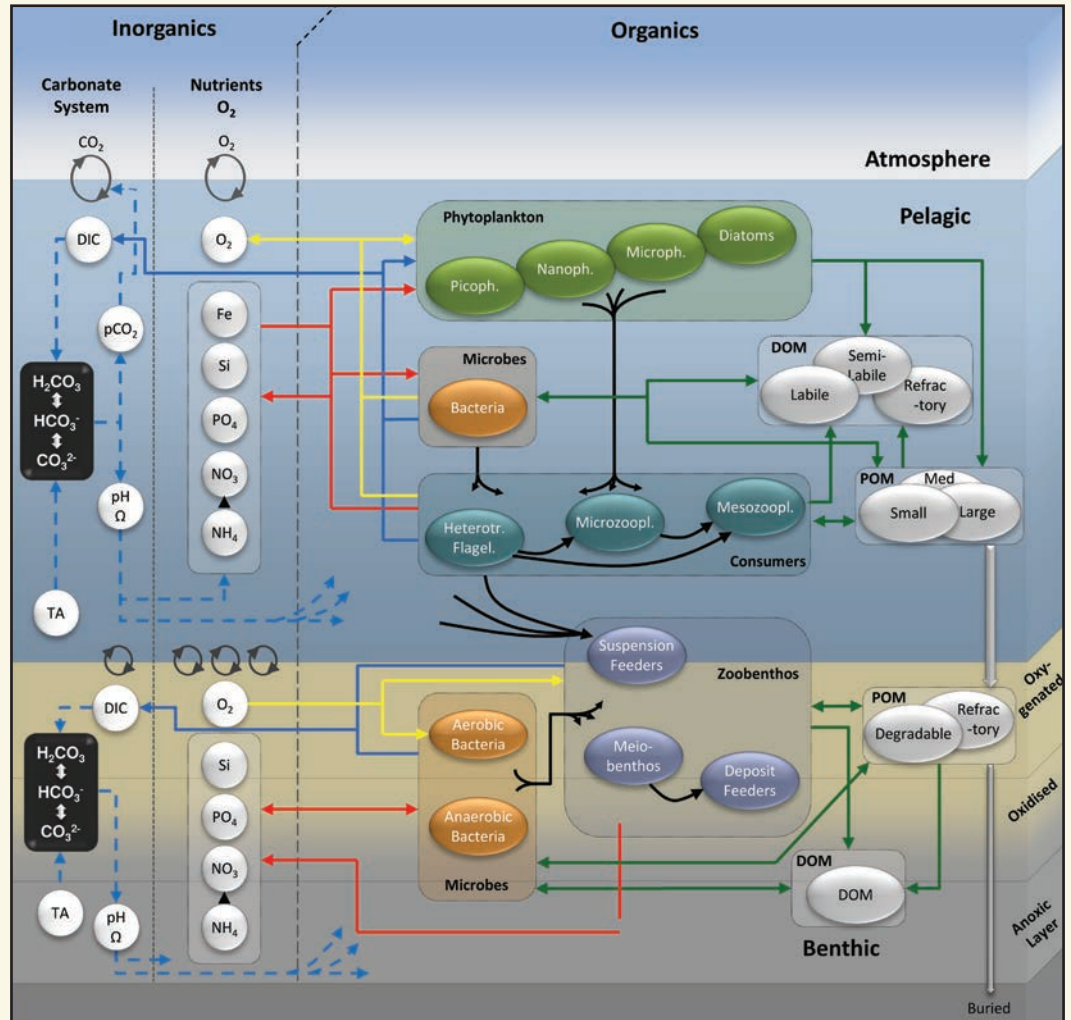 Inorganics
Organics
Carbonate
System
Nutrients
O₂
CO₂
O₂
Atmosphere
Pelagic
DIC
O₂
Phytoplankton
Picoph.
Nanoph.
Microph.
Diatoms
Fe
Si
PO₄
NO₃
NH₄
pCO₂
H₂CO₃
HCO₃⁻
CO₃²⁻
pH
Ω
TA
Microbes
Bacteria
DOM
Semi-
Labile
Labile
Refrac
-tory
POM
Med
Small
Large
Heterotr.
Flagel.
Microzoopl.
Mesozoopl.
Consumers
Suspension
Feeders
Zoobenthos
Meio-
benthos
Deposit
Feeders
DIC
O₂
H₂CO₃
HCO₃⁻
CO₃²⁻
TA
pH
Ω
Si
PO₄
NO₃
NH₄
Aerobic
Bacteria
Anaerobic
Bacteria
Microbes
POM
Degradable
Refrac
-tory
DOM
DOM
Benthic
Oxy-
genated
Oxidised
Anoxic
Layer
Buried